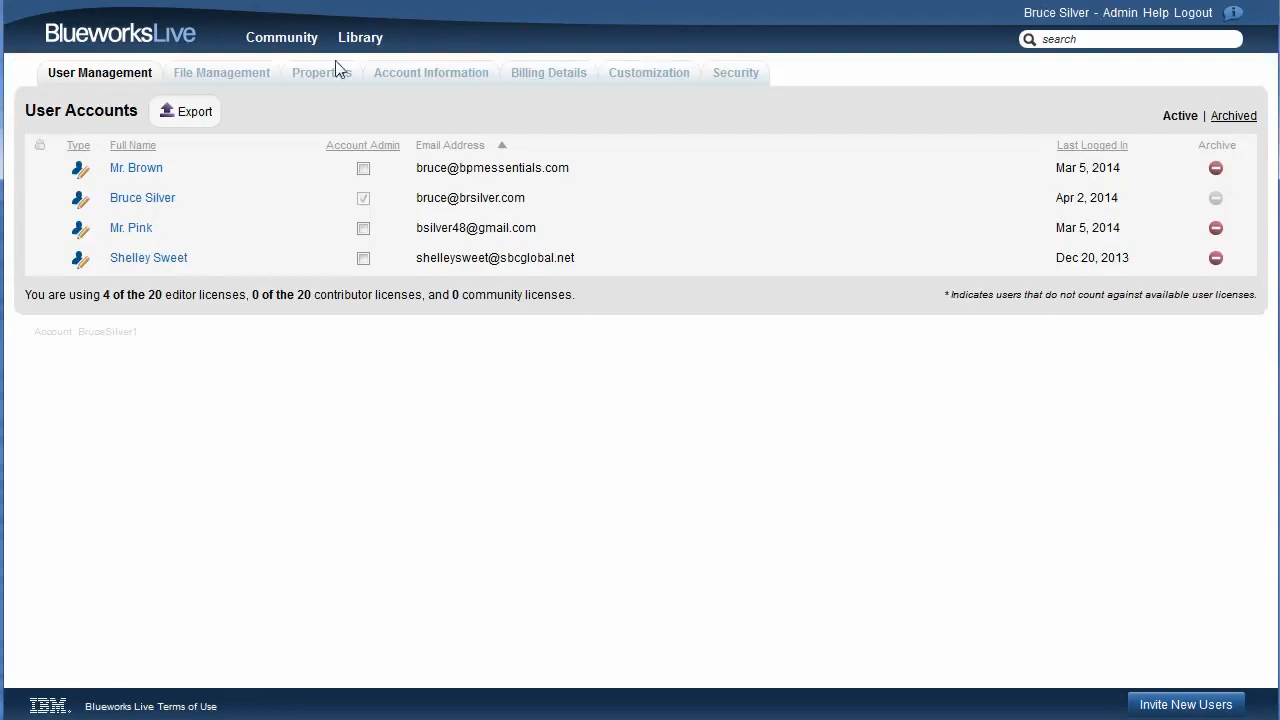 Bruce Silver - Admin Help Logout
BlueworksLive Community Library
search
User Management File Management Properties Account Information Billing Details Customization Security
User Accounts Export Active | Archived
Type Full Name Account Admin Email Address Last Logged In Archive
Mr. Brown bruce@bpmessentials.com Mar 5, 2014
Bruce Silver bruce@brsilver.com Apr 2, 2014
Mr. Pink bsilver48@gmail.com Mar 5, 2014
Shelley Sweet shelleysweet@sbcglobal.net Dec 20, 2013
You are using 4 of the 20 editor licenses, 0 of the 20 contributor licenses, and 0 community licenses. * Indicates users that do not count against available user licenses.
Account BruceSilver1
IBM. Blueworks Live Terms of Use Invite New Users